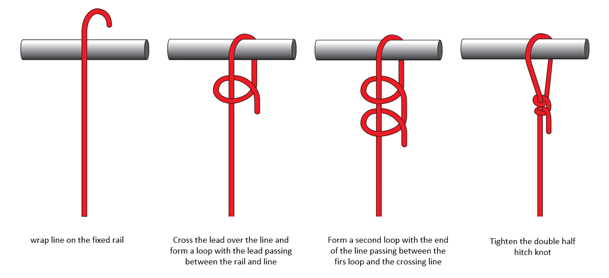 wrap line on the fixed rail
Cross the lead over the line and
form a loop with the lead passing
between the rail and line
Form a second loop with the end
of the line passing between the
firs loop and the crossing line
Tighten the double half
hitch knot